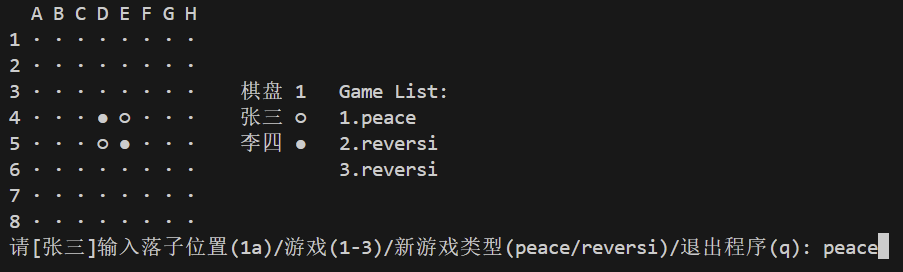 A B C D E F G H
1 · · · · · · · ·
2 · · · · · · · ·
3 · · · · · · · ·    棋盘 1   Game List:
4 · · · ● ○ · · ·    张三 ○   1.peace
5 · · · ○ ● · · ·    李四 ●   2.reversi
6 · · · · · · · ·             3.reversi
7 · · · · · · · ·
8 · · · · · · · ·
请[张三]输入落子位置(1a)/游戏(1-3)/新游戏类型(peace/reversi)/退出程序(q): peace